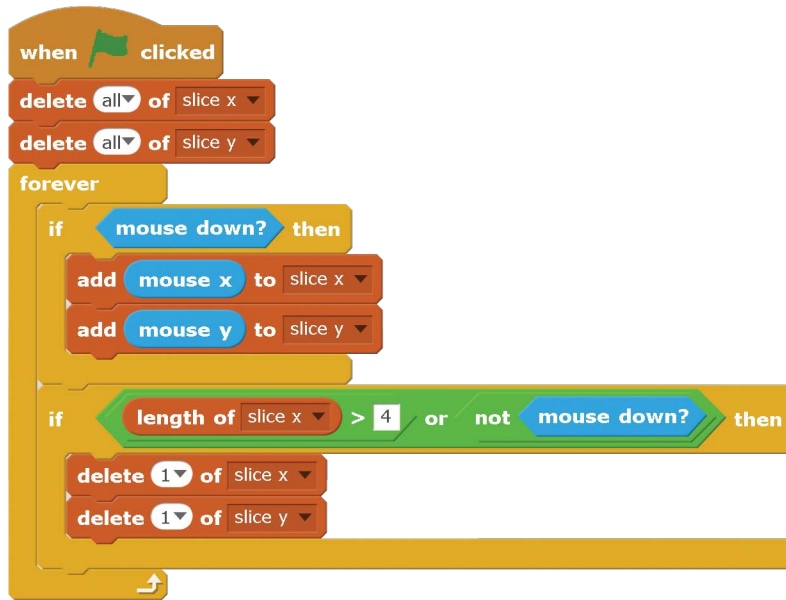 when clicked
delete all of slice x
delete all of slice y
forever
if mouse down? then
add mouse x to slice x
add mouse y to slice y
if length of slice x > 4 or not mouse down? then
delete 1 of slice x
delete 1 of slice y